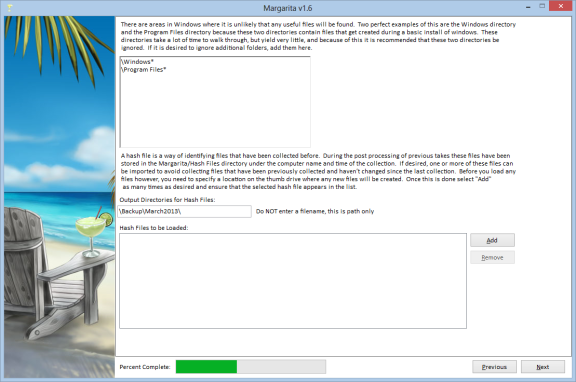 Margarita v1.6
There are areas in Windows where it is unlikely that any useful files will be found. Two perfect examples of this are the Windows directory
and the Program Files directory because these two directories contain files that get created during a basic install of windows. These
directories take a lot of time to walk through, but yield very little, and because of this it is recommended that these two directories be
ignored. If it is desired to ignore additional folders, add them here.
\Windows*
\Program Files*
A hash file is a way of identifying files that have been collected before. During the post processing of previous takes these files have been
stored in the Margarita/Hash Files directory under the computer name and time of the collection. If desired, one or more of these files can
be imported to avoid collecting files that have been previously collected and haven't changed since the last collection. Before you load any
files however, you need to specify a location on the thumb drive where any new files will be created. Once this is done select "Add"
as many times as desired and ensure that the selected hash file appears in the list.
Output Directories for Hash Files:
\Backup\March2013\
Do NOT enter a filename, this is path only
Hash Files to be Loaded:
Add
Remove
Percent Complete:
Previous
Next